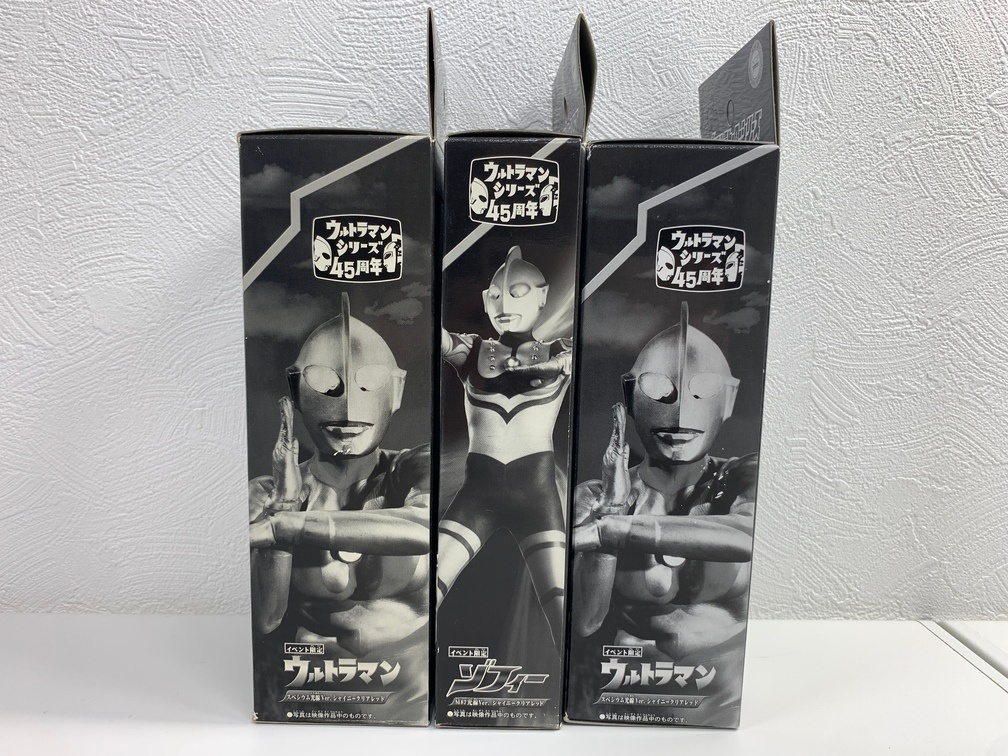 ウルトラマン
シリーズ
45周年
イベント限定
ウルトラマン
スペシウム光線Ver. シャイニークリアレッド
●写真は映像作品中のものです。
ウルトラマン
シリーズ
45周年
イベント限定
ゾフィー
M87光線Ver. シャイニークリアレッド
●写真は映像作品中のものです。
ウルトラマン
シリーズ
45周年
イベント限定
ウルトラマン
スペシウム光線Ver. シャイニークリアレッド
●写真は映像作品中のものです。